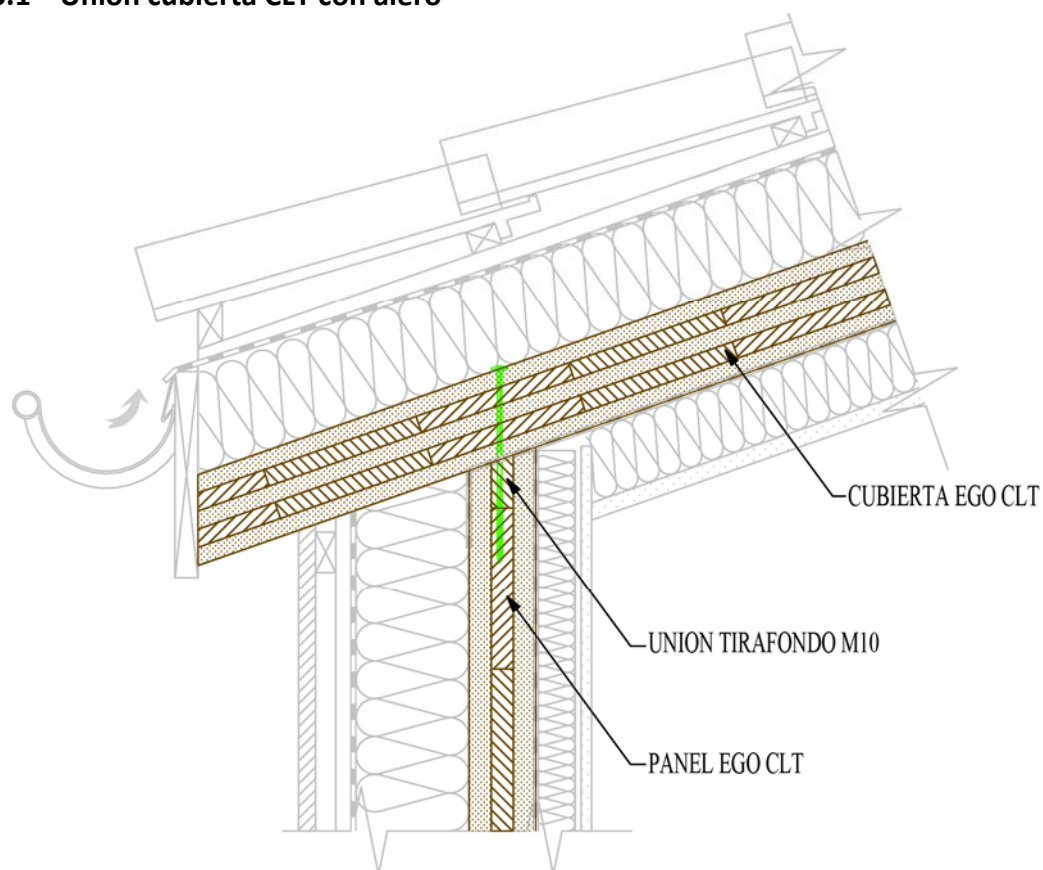 Unión cubierta CLT con alero
CUBIERTA EGO CLT
UNION TIRAFONDO M10
PANEL EGO CLT